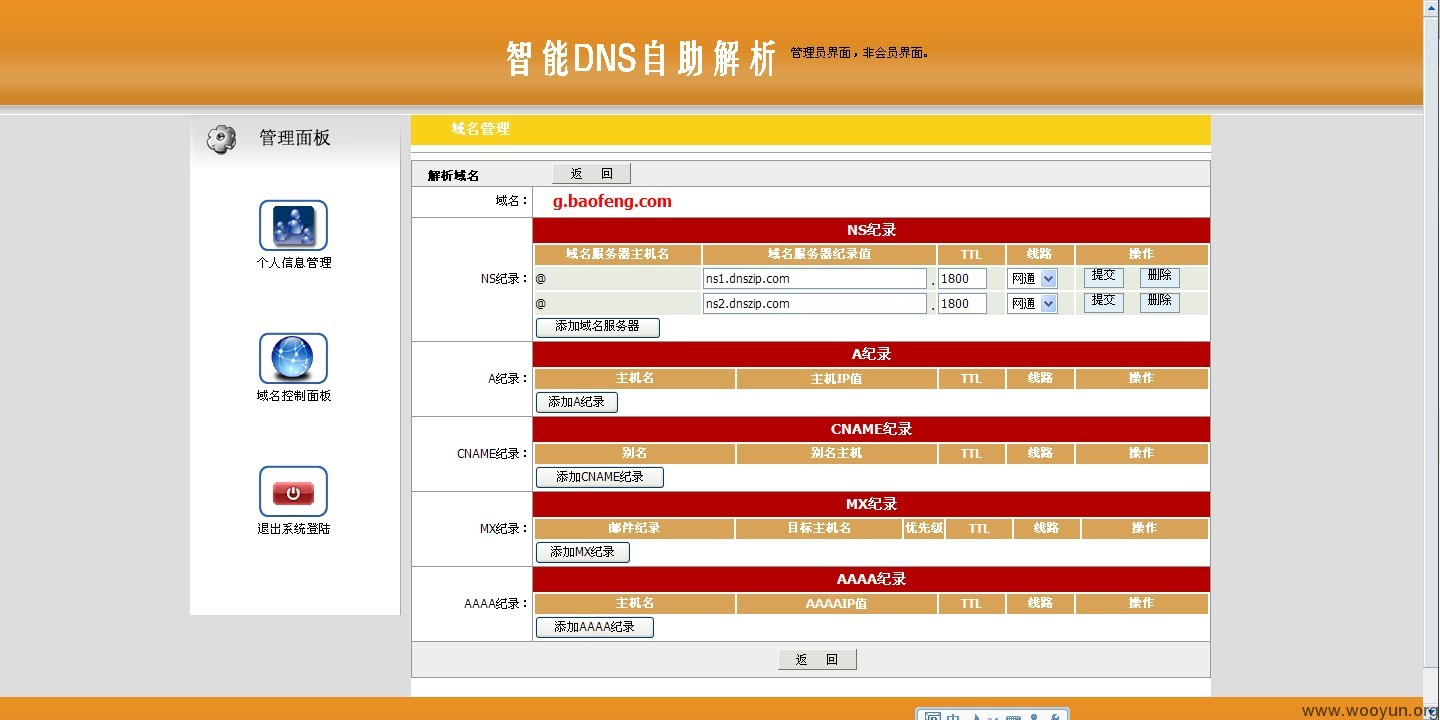 智能DNS自助解析 管理员界面，非会员界面。
管理面板
个人信息管理
域名控制面板
退出系统登陆
域名管理
解析域名 返 回
域名： g.baofeng.com
NS纪录：
NS纪录
域名服务器主机名 域名服务器纪录值 TTL 线路 操作
@ ns1.dnszip.com . 1800 网通 提交 删除
@ ns2.dnszip.com . 1800 网通 提交 删除
添加域名服务器
A纪录：
A纪录
主机名 主机IP值 TTL 线路 操作
添加A纪录
CNAME纪录：
CNAME纪录
别名 别名主机 TTL 线路 操作
添加CNAME纪录
MX纪录：
MX纪录
邮件纪录 目标主机名 优先级 TTL 线路 操作
添加MX纪录
AAAA纪录：
AAAA纪录
主机名 AAAAIP值 TTL 线路 操作
添加AAAA纪录
返 回
www.wooyun.org